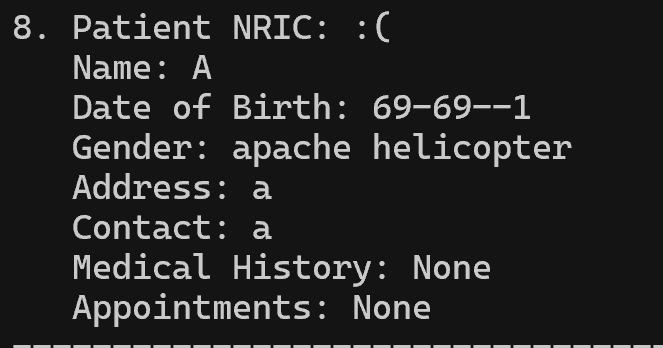 8. Patient NRIC: :(
Name: A
Date of Birth: 69-69--1
Gender: apache helicopter
Address: a
Contact: a
Medical History: None
Appointments: None